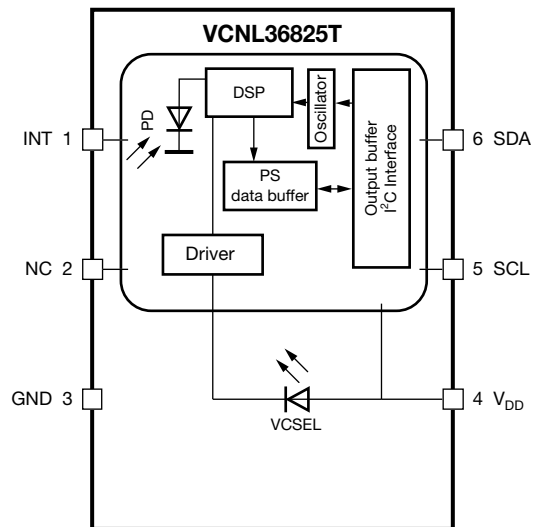 VCNL36825T
DSP
Oscillator
PD
Output buffer
I²C Interface
INT 1
6 SDA
PS
data buffer
Driver
NC 2
5 SCL
GND 3
4 V_DD
VCSEL